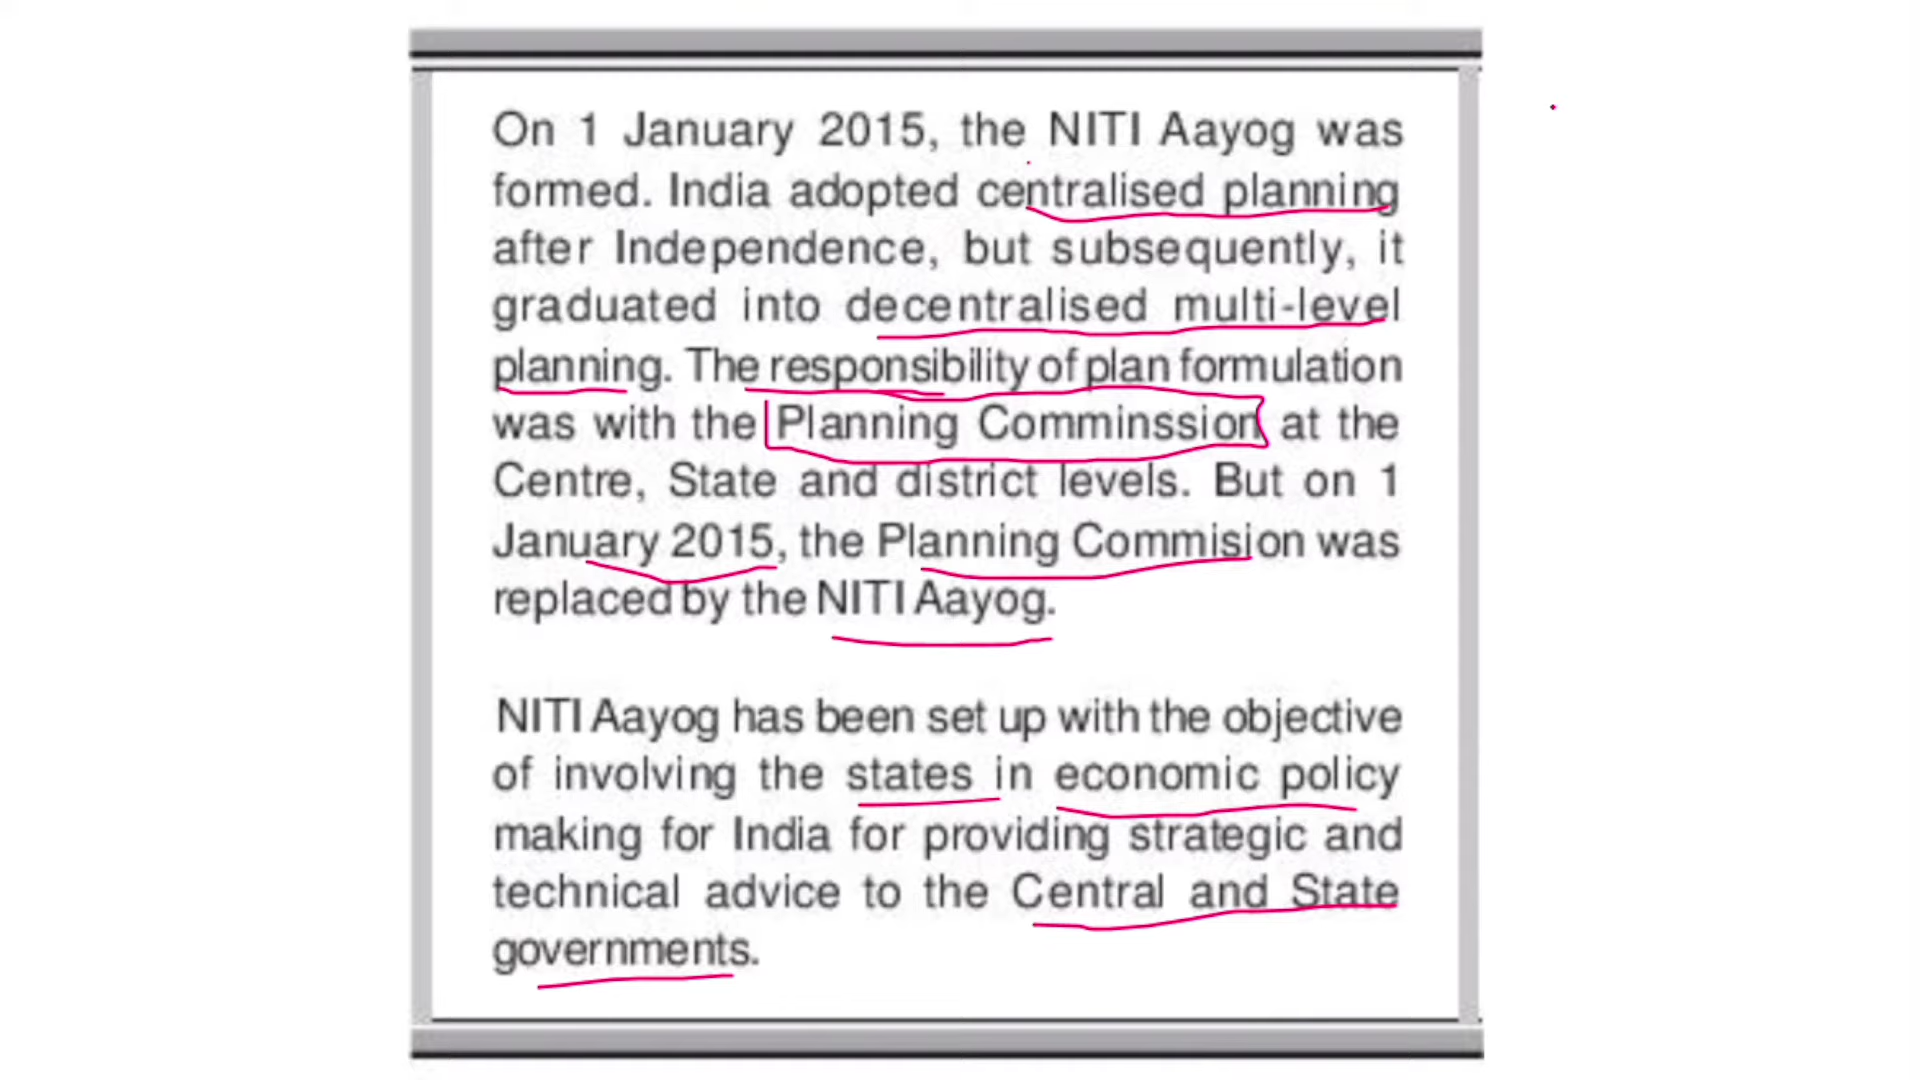 On 1 January 2015, the NITI Aayog was
formed. India adopted centralised planning
after Independence, but subsequently, it
graduated into decentralised multi-level
planning. The responsibility of plan formulation
was with the Planning Comminssion at the
Centre, State and district levels. But on 1
January 2015, the Planning Commision was
replaced by the NITI Aayog.
NITI Aayog has been set up with the objective
of involving the states in economic policy
making for India for providing strategic and
technical advice to the Central and State
governments.